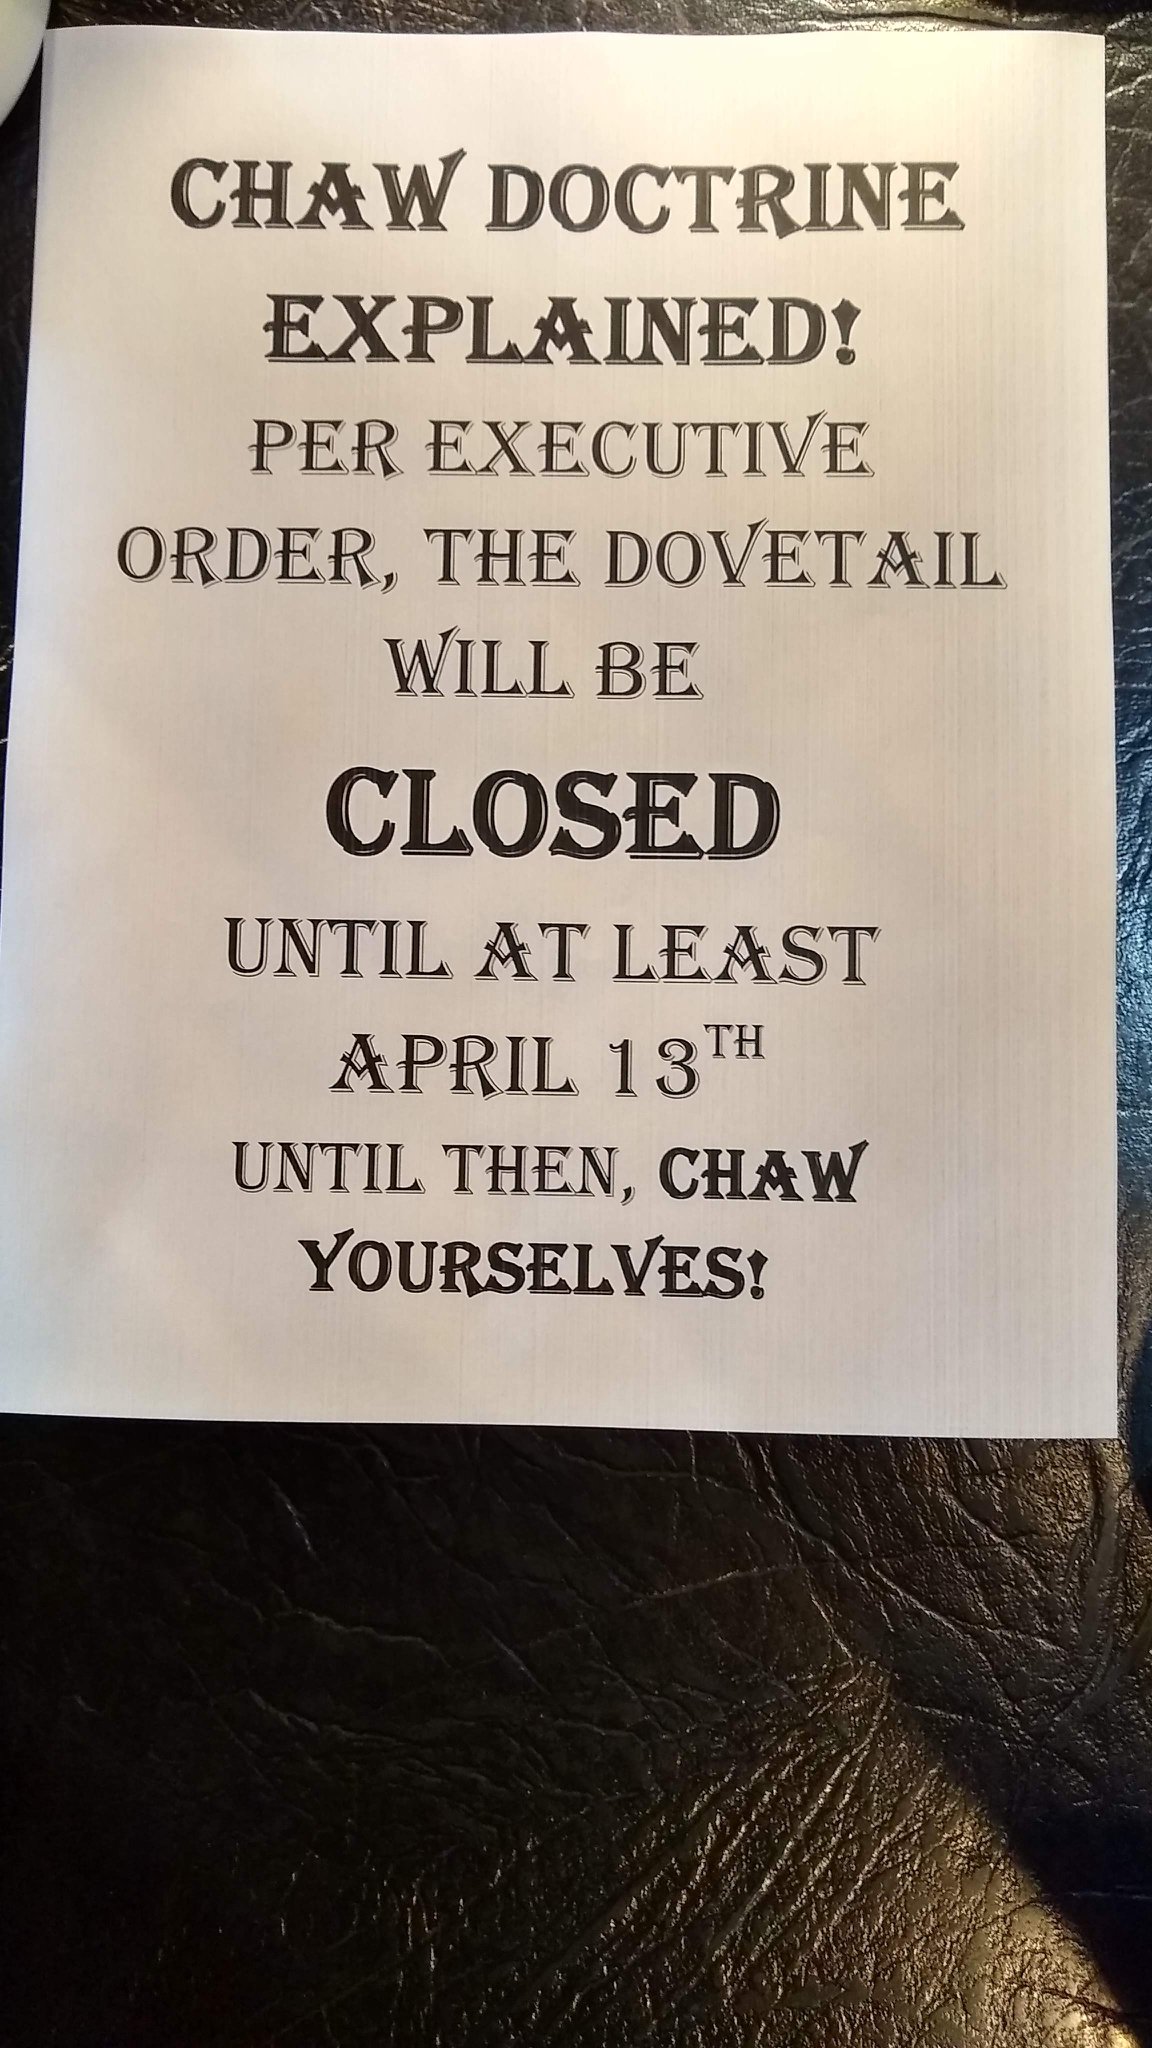 CHAW DOCTRINE
EXPLAINED!
PER EXECUTIVE
ORDER, THE DOVETAIL
WILL BE
CLOSED
UNTIL AT LEAST
APRIL 13TH
UNTIL THEN, CHAW
YOURSELVES!